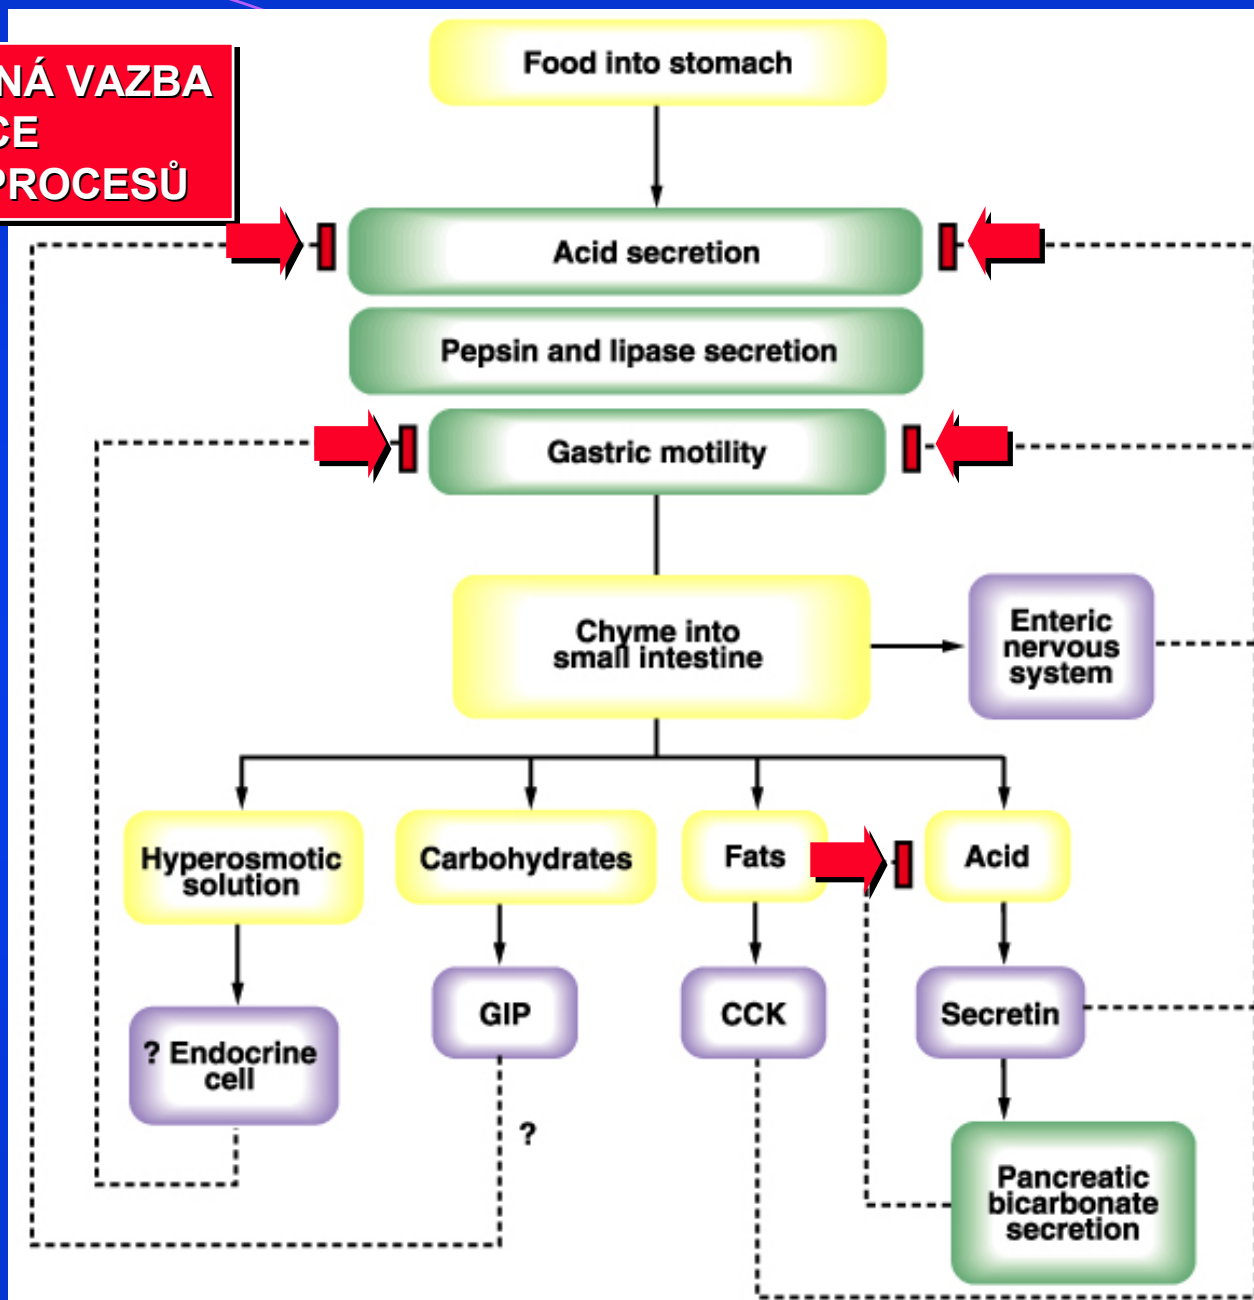 Food into stomach
NÁ VAZBA
CE
PROCESŮ
Acid secretion
Pepsin and lipase secretion
Gastric motility
Chyme into
small intestine
Enteric
nervous
system
Hyperosmotic
solution
Carbohydrates
Fats
Acid
? Endocrine
cell
GIP
CCK
Secretin
?
Pancreatic
bicarbonate
secretion